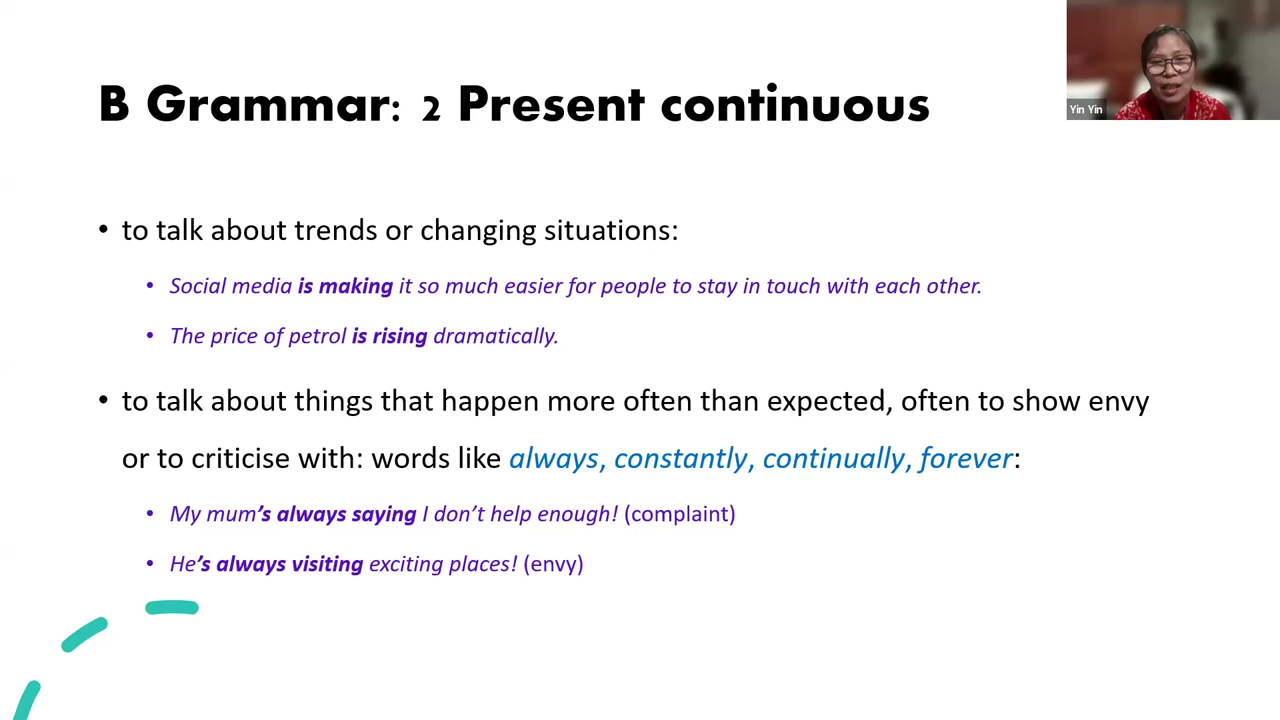 B Grammar: 2 Present continuous
Yin Yin
• to talk about trends or changing situations:
• Social media is making it so much easier for people to stay in touch with each other.
• The price of petrol is rising dramatically.
• to talk about things that happen more often than expected, often to show envy
or to criticise with: words like always, constantly, continually, forever:
• My mum’s always saying I don’t help enough! (complaint)
• He’s always visiting exciting places! (envy)